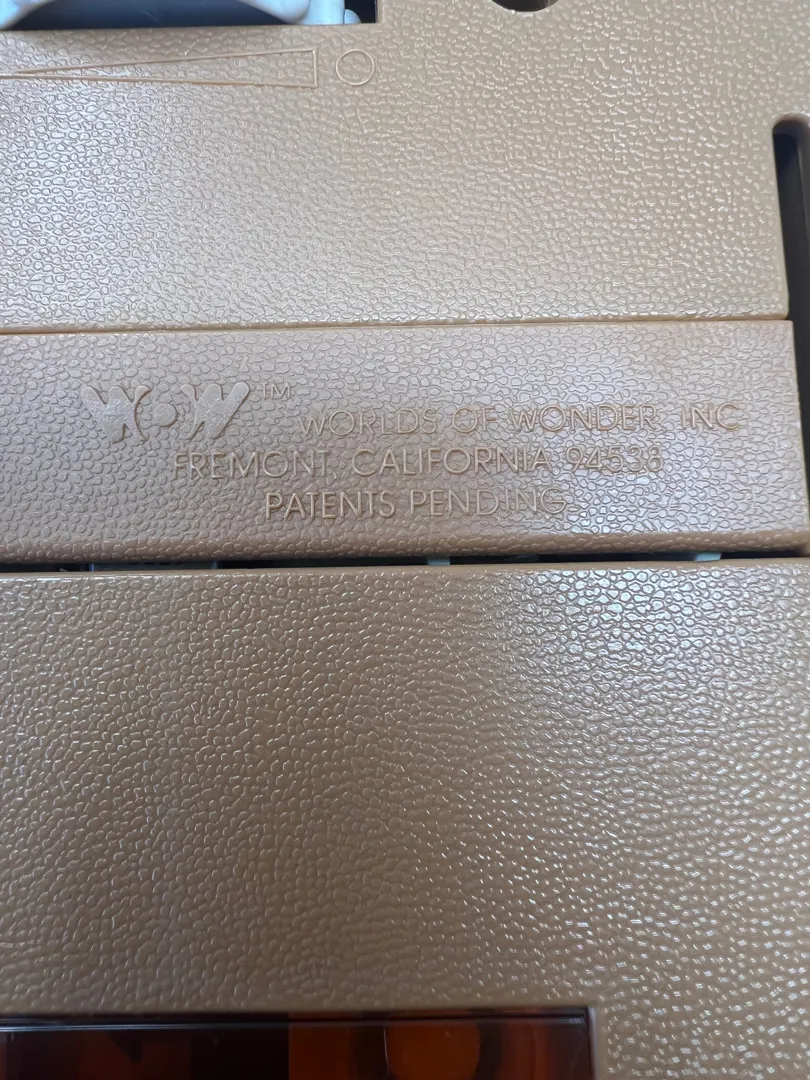 WOW™ WORLDS OF WONDER, INC
FREMONT, CALIFORNIA 94538
PATENTS PENDING